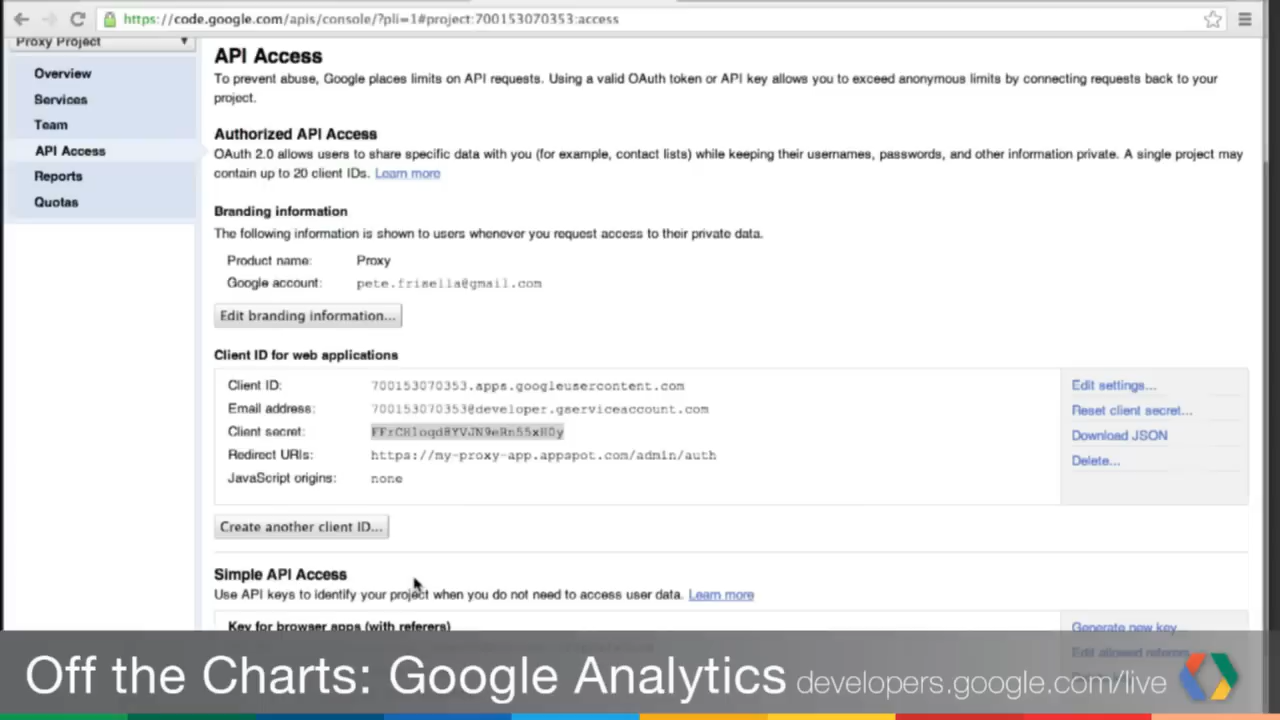 https://code.google.com/apis/console/?pli=1#project:700153070353:access
Proxy Project
Overview
Services
Team
API Access
Reports
Quotas
API Access
To prevent abuse, Google places limits on API requests. Using a valid OAuth token or API key allows you to exceed anonymous limits by connecting requests back to your
project.
Authorized API Access
OAuth 2.0 allows users to share specific data with you (for example, contact lists) while keeping their usernames, passwords, and other information private. A single project may
contain up to 20 client IDs. Learn more
Branding information
The following information is shown to users whenever you request access to their private data.
Product name: Proxy
Google account: pete.frisella@gmail.com
Edit branding information...
Client ID for web applications
Client ID: 700153070353.apps.googleusercontent.com
Email address: 700153070353@developer.gserviceaccount.com
Client secret:
Redirect URIs: https://my-proxy-app.appspot.com/admin/auth
JavaScript origins: none
Edit settings...
Reset client secret...
Download JSON
Delete...
Create another client ID...
Simple API Access
Use API keys to identify your project when you do not need to access user data. Learn more
Key for browser apps (with referers)
Generate new key...
Edit allowed referers...
Off the Charts: Google Analytics developers.google.com/live